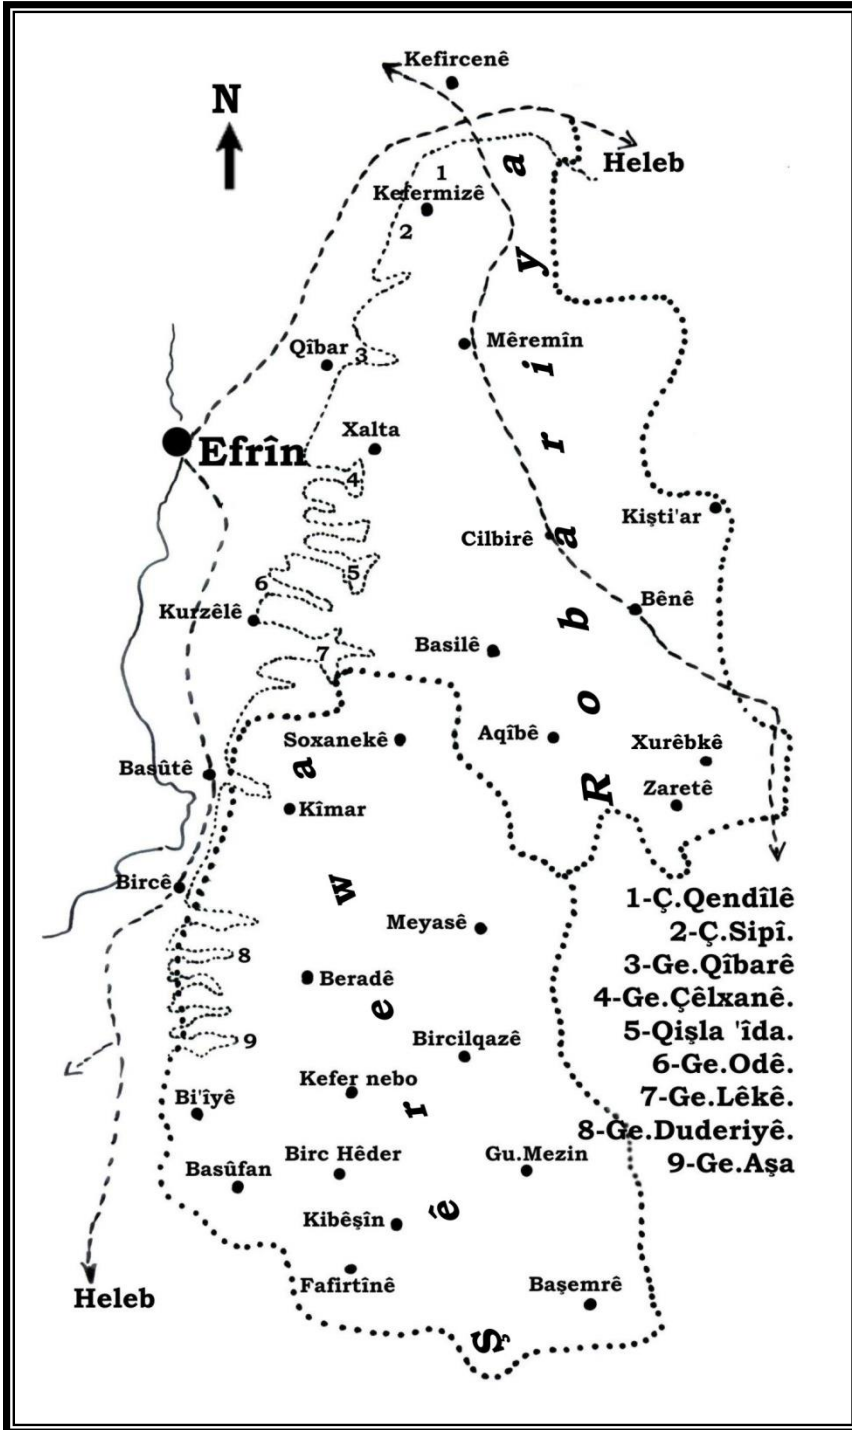 Kefircenê
N
Heleb
1
Kefermizê
2
Mêremîn
Qîbar
3
Xalta
Efrîn
4
Kişti'ar
Cilbirê
5
6
Bênê
Kurzêlê
Basilê
7
Aqîbê
Soxanekê
Xurêbkê
Basûtê
Zaretê
Kîmar
Robariya
Bircê
1-Ç.Qendîlê
Meyasê
2-Ç.Sipî.
8
3-Ge.Qîbarê
Beradê
4-Ge.Çêlxanê.
9
5-Qişla 'îda.
Bircilqazê
6-Ge.Odê.
Kefer nebo
7-Ge.Lêkê.
Bi'îyê
8-Ge.Duderiyê.
Birc Hêder
Gu.Mezin
9-Ge.Aşa
Basûfan
Kibêşîn
Fafirtînê
Başemrê
Heleb
Şêrewa